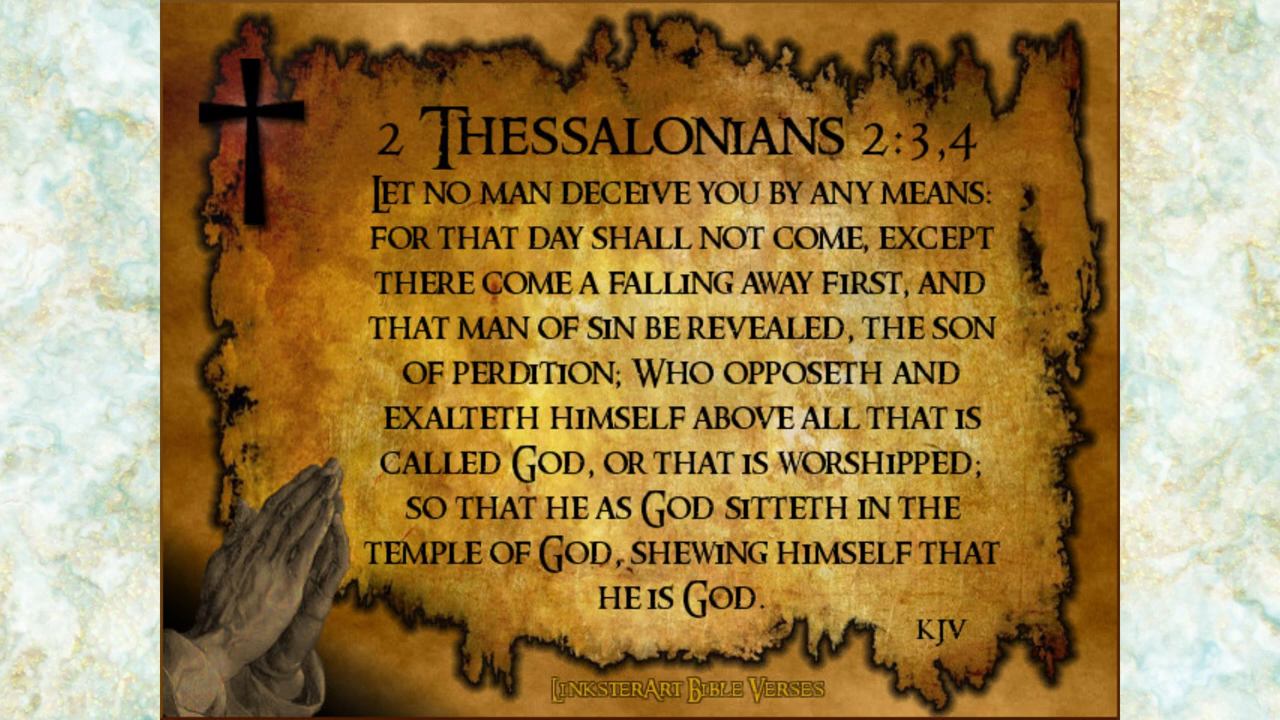 2 Thessalonians 2:3,4
Let no man deceive you by any means:
for that day shall not come, except
there come a falling away first, and
that man of sin be revealed, the son
of perdition; Who opposeth and
exalteth himself above all that is
called God, or that is worshipped;
so that he as God sitteth in the
temple of God, shewing himself that
he is God.
KJV
LinksterArt Bible Verses